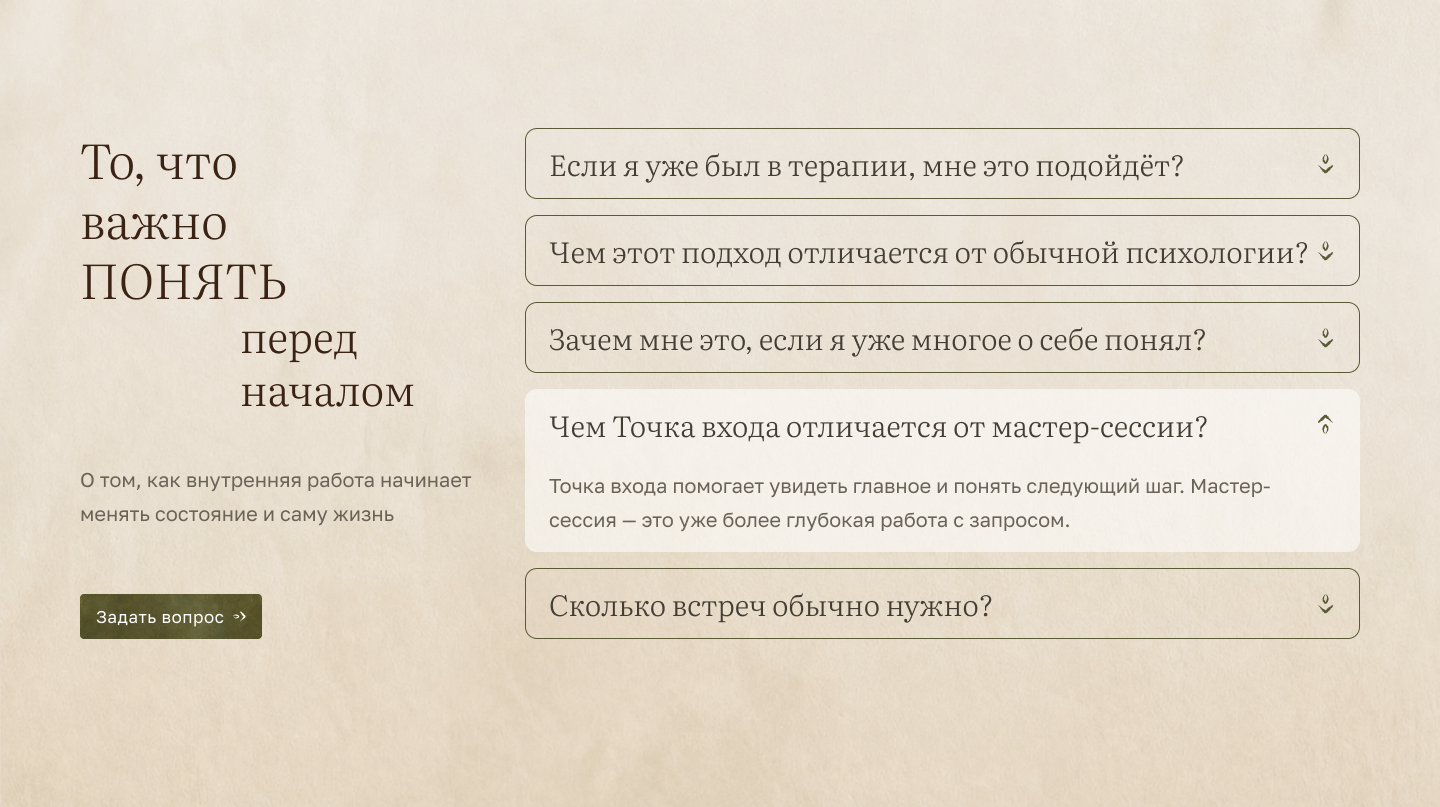 То, что
важно
ПОНЯТЬ
перед
началом
О том, как внутренняя работа начинает
менять состояние и саму жизнь
Задать вопрос
Если я уже был в терапии, мне это подойдёт?
Чем этот подход отличается от обычной психологии?
Зачем мне это, если я уже многое о себе понял?
Чем Точка входа отличается от мастер-сессии?
Точка входа помогает увидеть главное и понять следующий шаг. Мастер-
сессия — это уже более глубокая работа с запросом.
Сколько встреч обычно нужно?